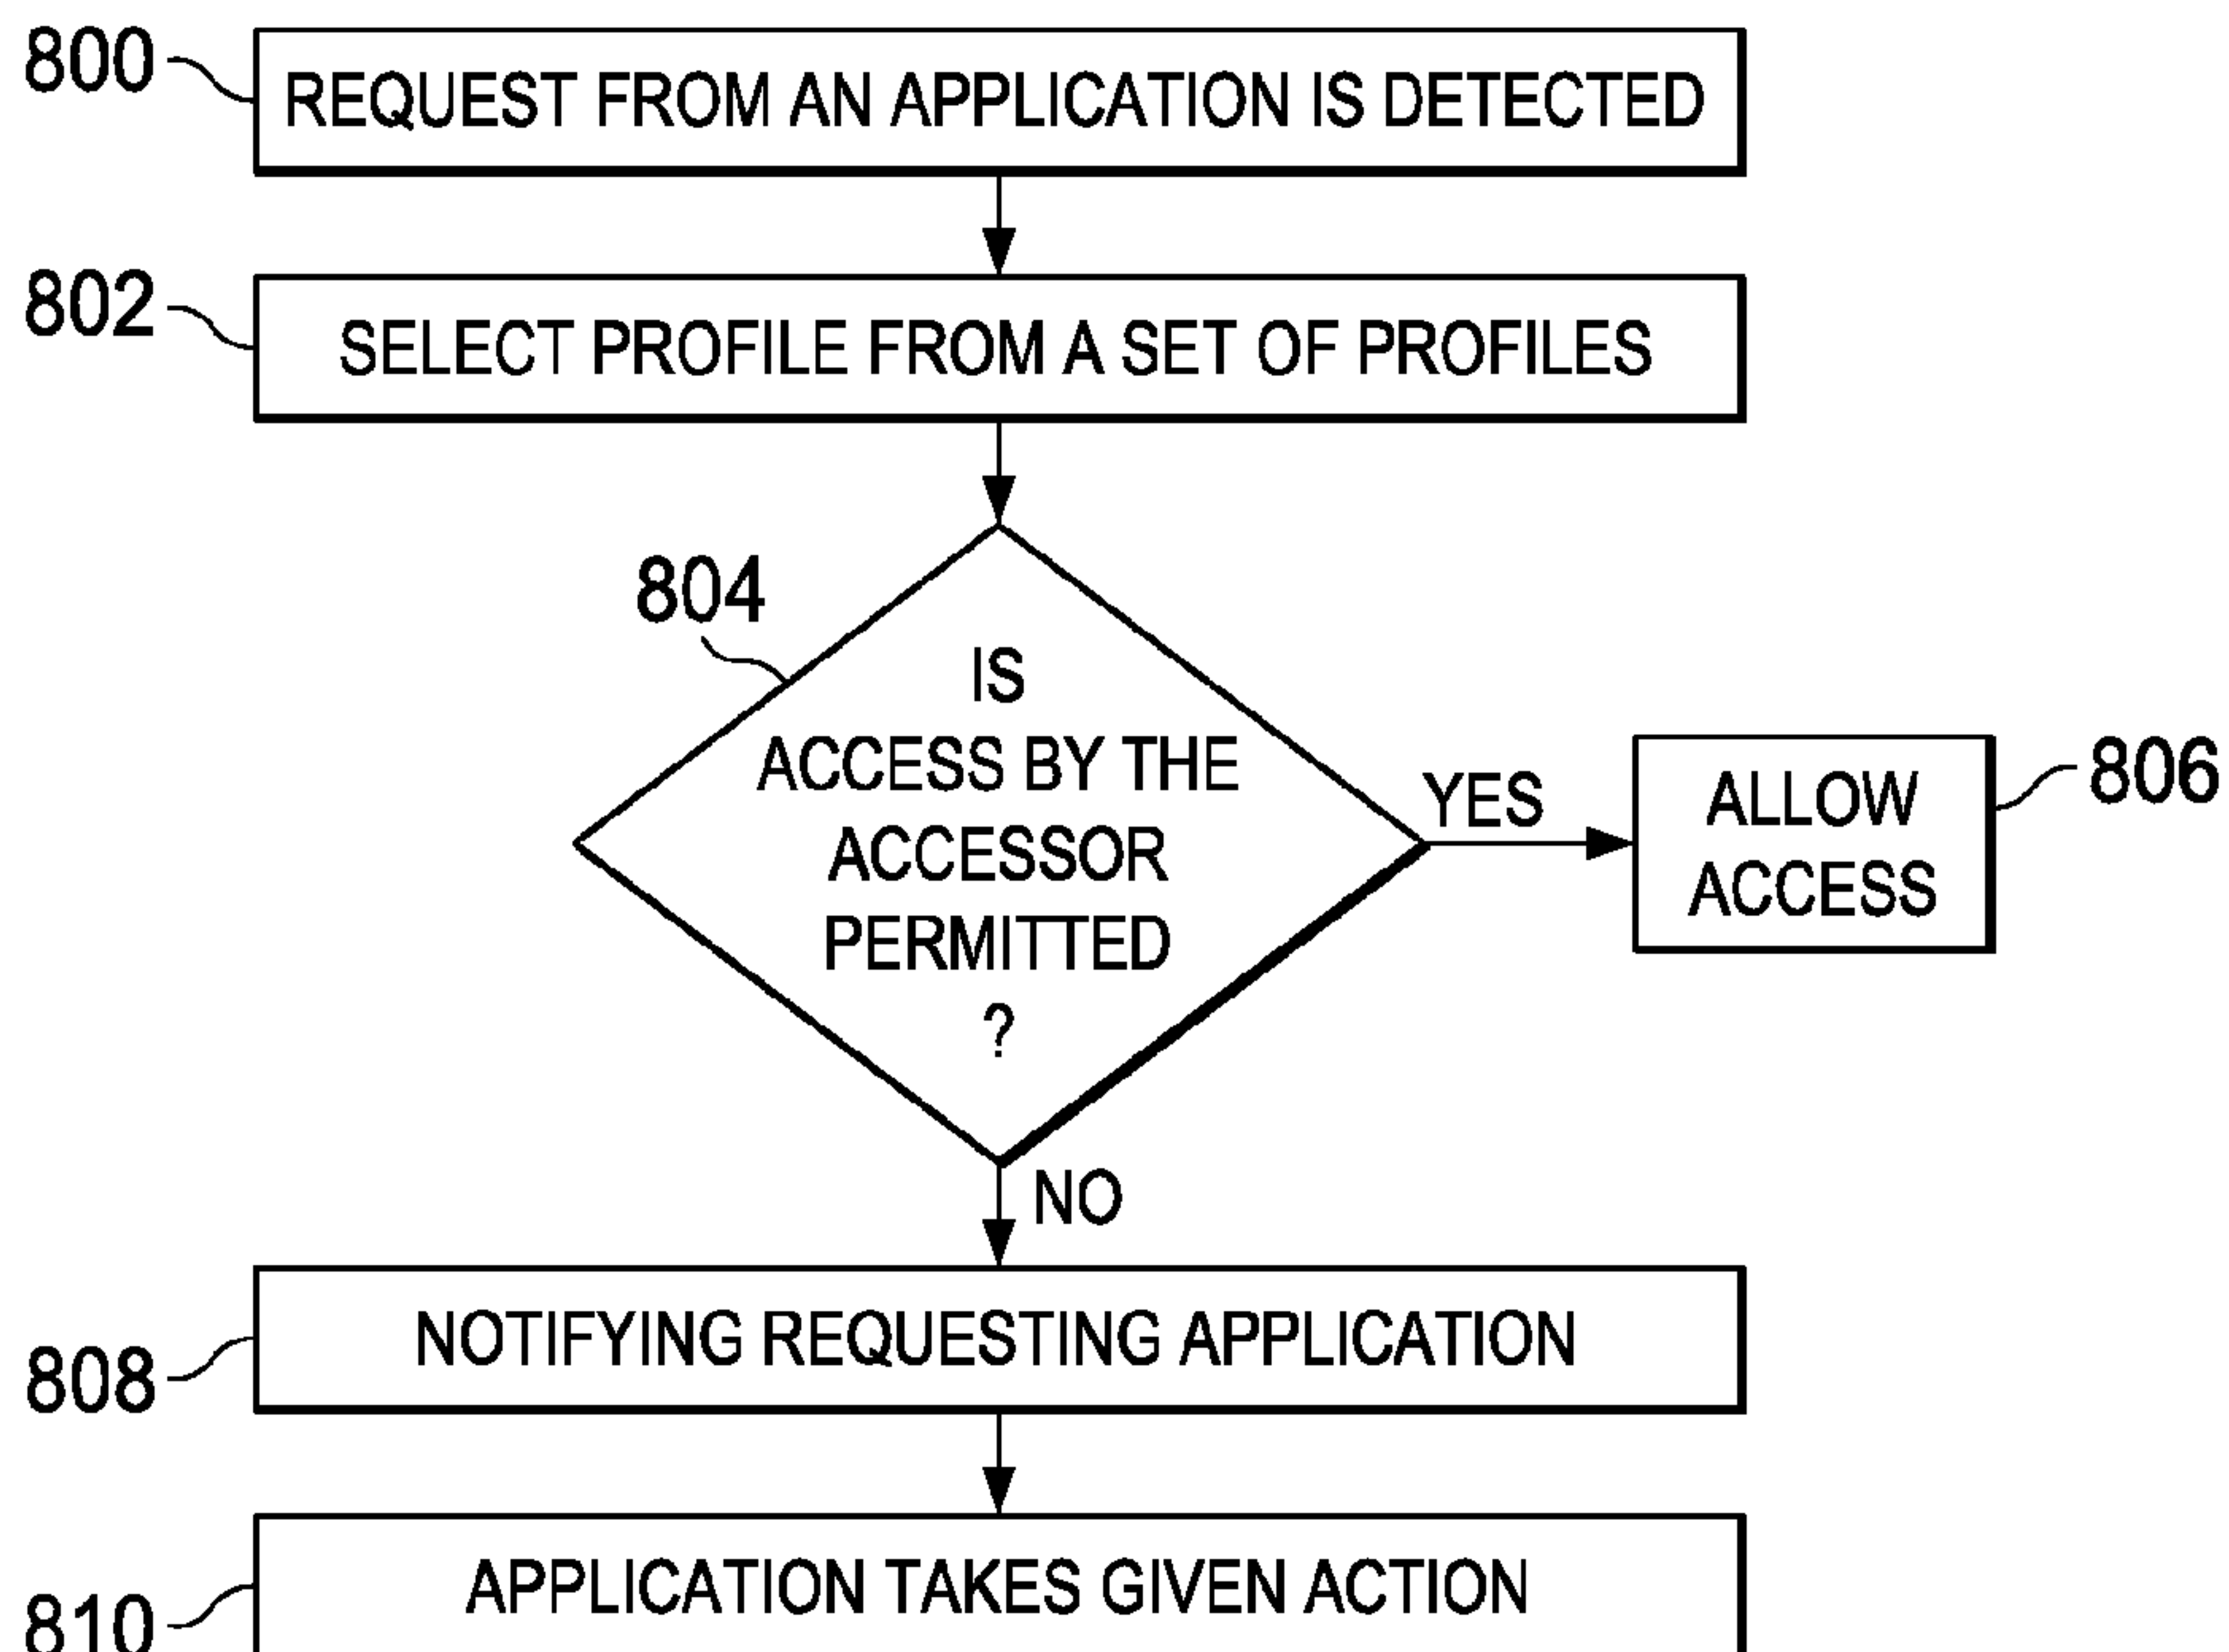 800
REQUEST FROM AN APPLICATION IS DETECTED
802
SELECT PROFILE FROM A SET OF PROFILES
804
IS
ACCESS BY THE
ACCESSOR
PERMITTED
?
YES
ALLOW
ACCESS
806
NO
808
NOTIFYING REQUESTING APPLICATION
810
APPLICATION TAKES GIVEN ACTION